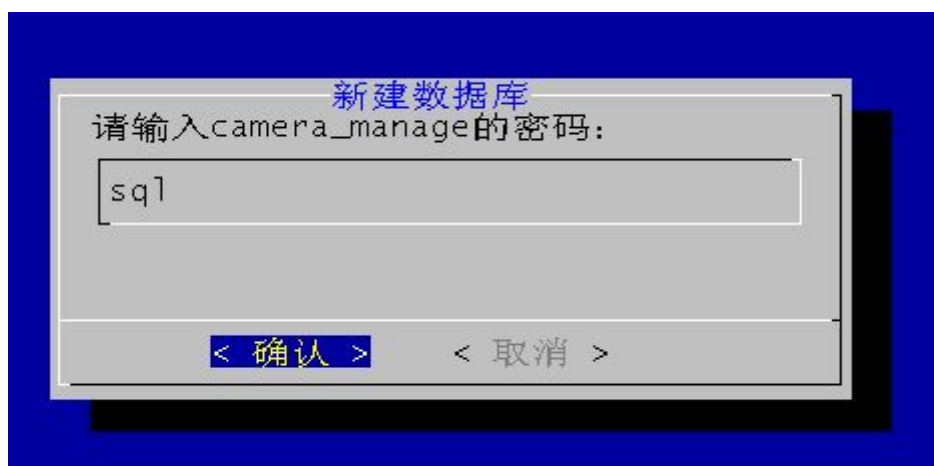 新建数据库
请输入camera_manage的密码：
sql
< 确认 > < 取消 >